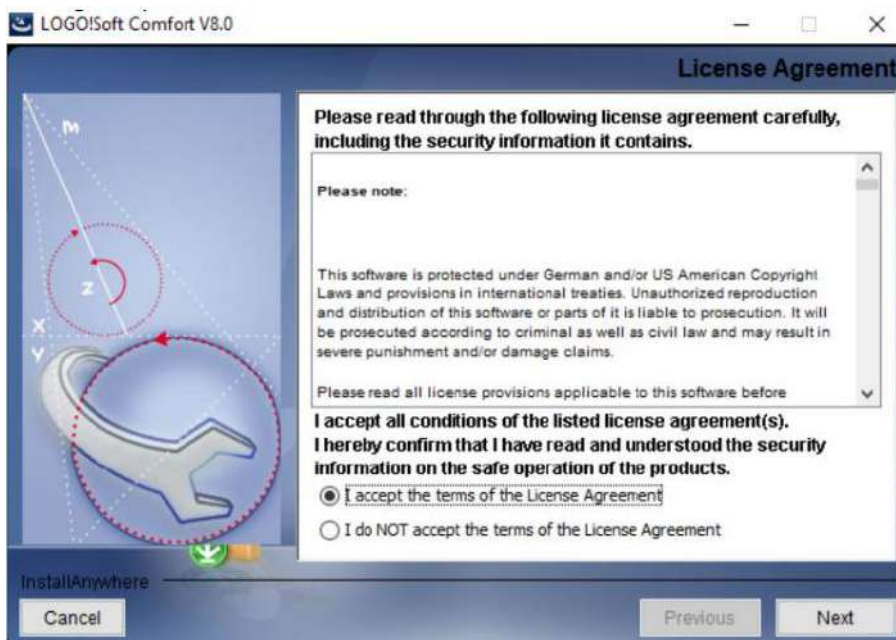 LOGO!Soft Comfort V8.0
License Agreement
Please read through the following license agreement carefully,
including the security information it contains.
Please note:
This software is protected under German and/or US American Copyright
Laws and provisions in international treaties. Unauthorized reproduction
and distribution of this software or parts of it is liable to prosecution. It will
be prosecuted according to criminal as well as civil law and may result in
severe punishment and/or damage claims.
Please read all license provisions applicable to this software before
I accept all conditions of the listed license agreement(s).
I hereby confirm that I have read and understood the security
information on the safe operation of the products.
I accept the terms of the License Agreement
I do NOT accept the terms of the License Agreement
M
Z
X
Y
InstallAnywhere
Cancel
Previous
Next